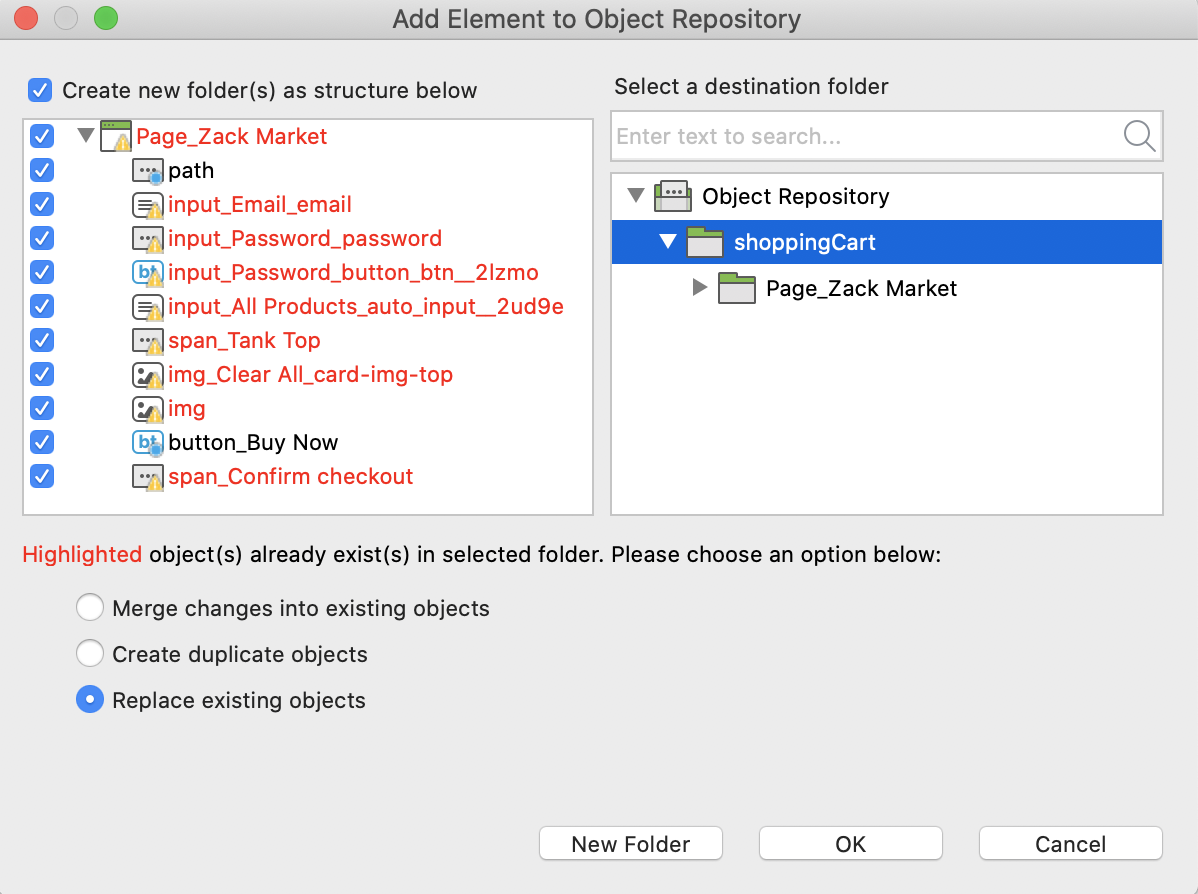 Add Element to Object Repository
Create new folder(s) as structure below
Page_Zack Market
path
input_Email_email
input_Password_password
bt input_Password_button_btn__2lzmo
input_All Products_auto_input__2ud9e
span_Tank Top
img_Clear All_card-img-top
img
bt button_Buy Now
span_Confirm checkout
Select a destination folder
Enter text to search...
Object Repository
shoppingCart
Page_Zack Market
Highlighted object(s) already exist(s) in selected folder. Please choose an option below:
Merge changes into existing objects
Create duplicate objects
Replace existing objects
New Folder
OK
Cancel